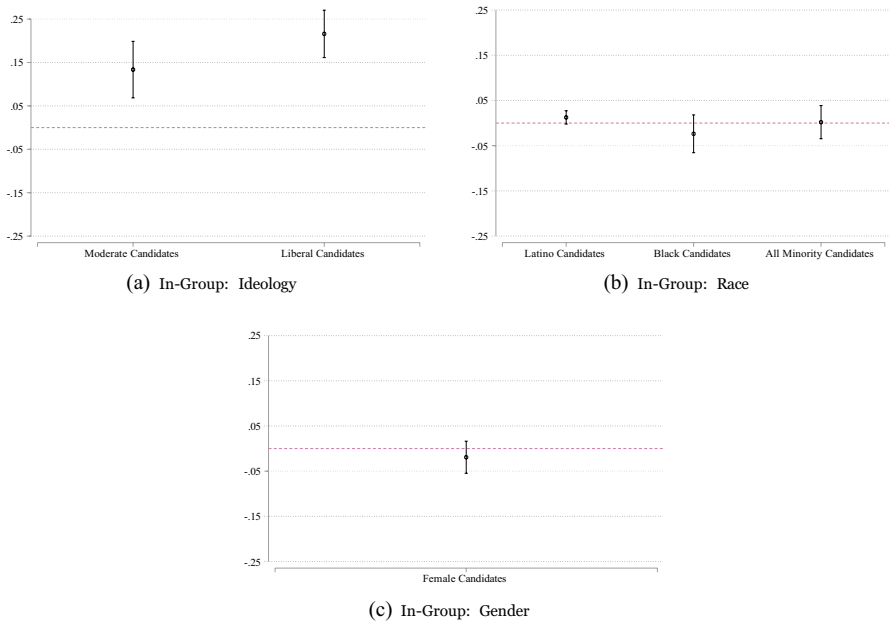 .25
.15
.05
-.05
-.15
-.25
Moderate Candidates
Liberal Candidates
(a) In-Group: Ideology
.25
.15
.05
-.05
-.15
-.25
Latino Candidates
Black Candidates
All Minority Candidates
(b) In-Group: Race
.25
.15
.05
-.05
-.15
-.25
Female Candidates
(c) In-Group: Gender